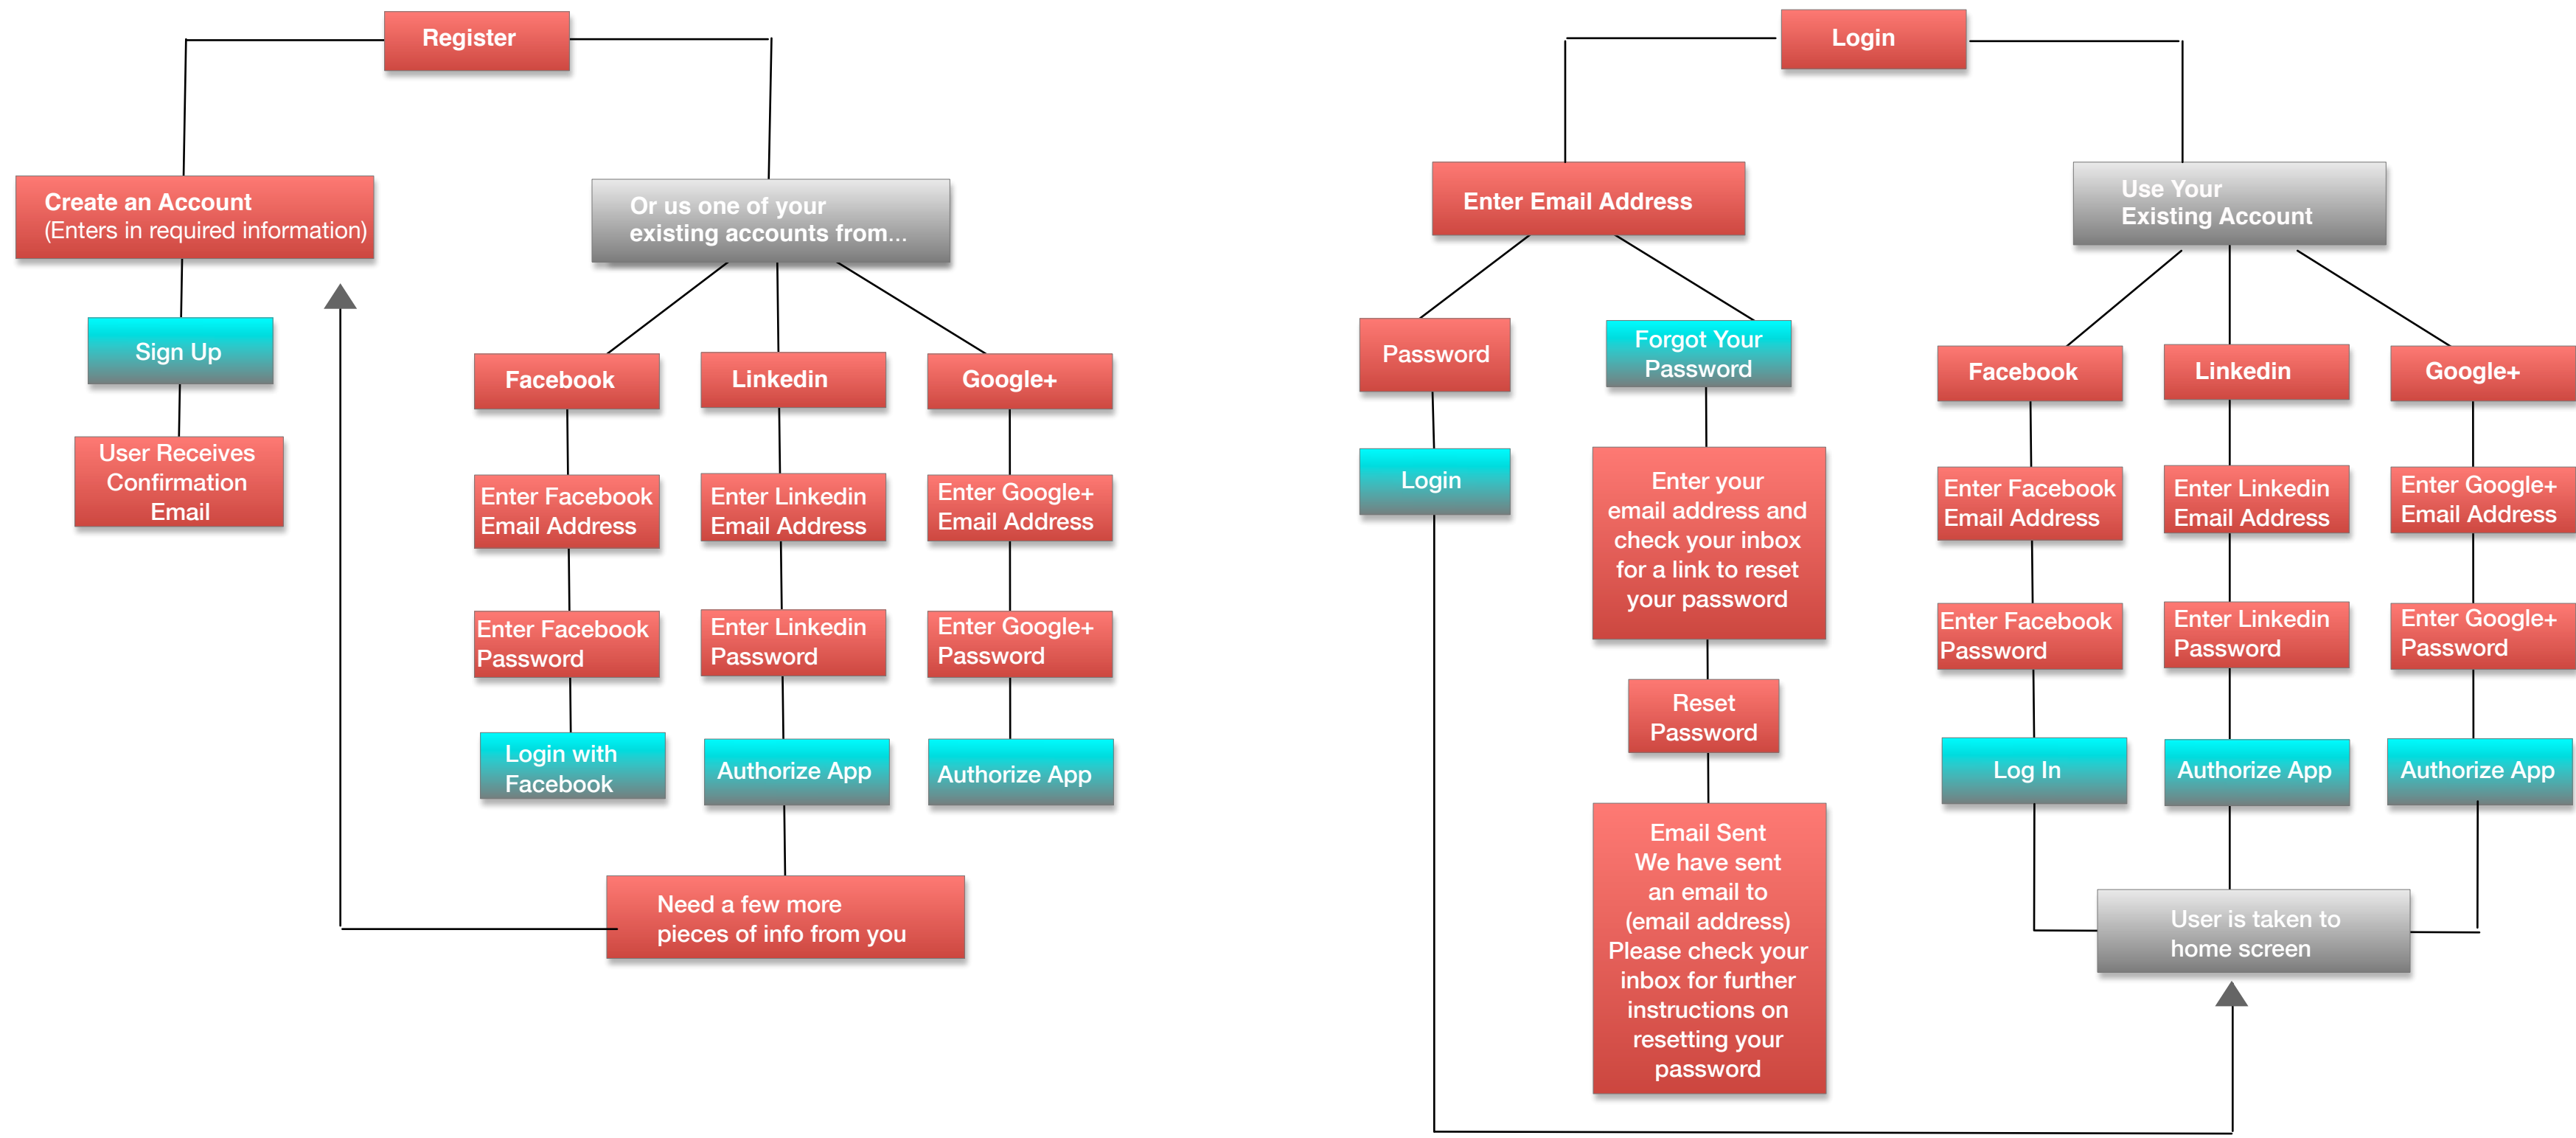 Register
Create an Account
(Enters in required information)
Sign Up
User Receives
Confirmation
Email
Or us one of your
existing accounts from...
Facebook
Enter Facebook
Email Address
Enter Facebook
Password
Login with
Facebook
Linkedin
Enter Linkedin
Email Address
Enter Linkedin
Password
Authorize App
Google+
Enter Google+
Email Address
Enter Google+
Password
Authorize App
Need a few more
pieces of info from you
Login
Enter Email Address
Password
Login
Forgot Your
Password
Enter your
email address and
check your inbox
for a link to reset
your password
Reset
Password
Email Sent
We have sent
an email to
(email address)
Please check your
inbox for further
instructions on
resetting your
password
Use Your
Existing Account
Facebook
Enter Facebook
Email Address
Enter Facebook
Password
Log In
Linkedin
Enter Linkedin
Email Address
Enter Linkedin
Password
Authorize App
Google+
Enter Google+
Email Address
Enter Google+
Password
Authorize App
User is taken to
home screen